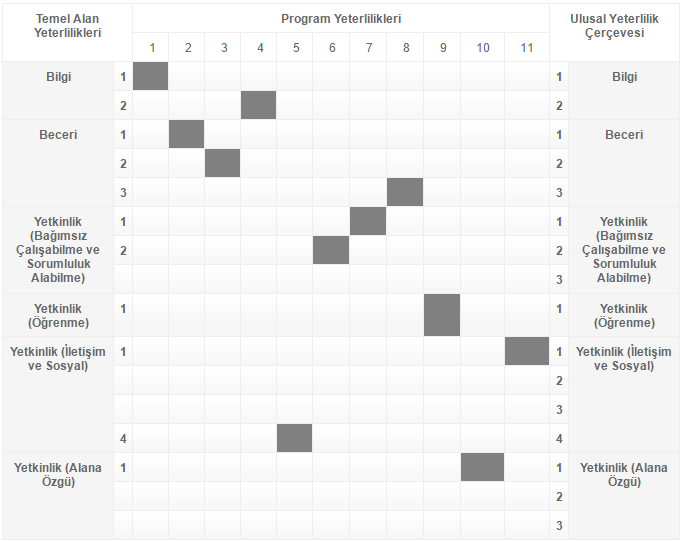 Temel Alan
Yeterlilikleri
Program Yeterlilikleri
Ulusal Yeterlilik
Çerçevesi
1 2 3 4 5 6 7 8 9 10 11
Bilgi 1 1 Bilgi
2 2
Beceri 1 1 Beceri
2 2
3 3
Yetkinlik
(Bağımsız
Çalışabilme ve
Sorumluluk
Alabilme)
1 1
2 2
3
Yetkinlik
(Bağımsız
Çalışabilme ve
Sorumluluk
Alabilme)
Yetkinlik
(Öğrenme)
1 1
Yetkinlik
(Öğrenme)
Yetkinlik (İletişim
ve Sosyal)
1 1
2
3
4 4
Yetkinlik (İletişim
ve Sosyal)
Yetkinlik (Alana
Özgü)
1 1
2
3
Yetkinlik (Alana
Özgü)